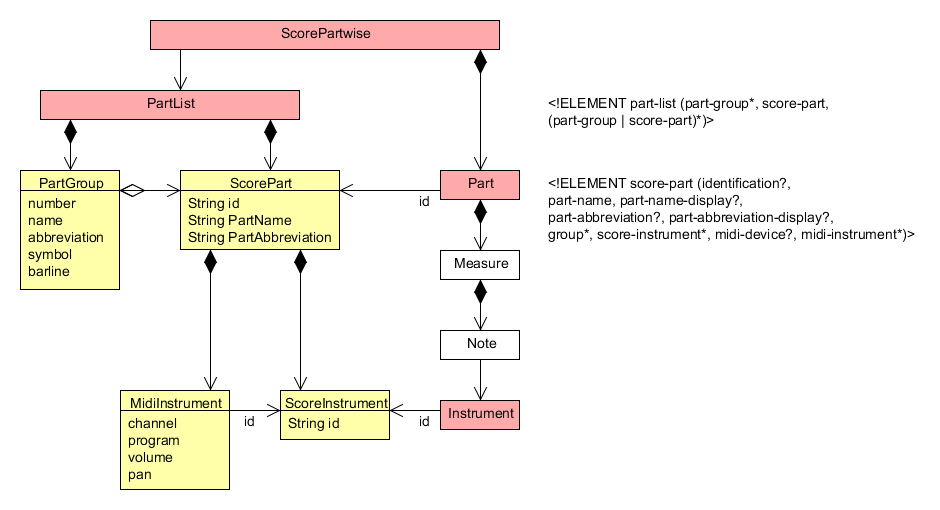 ScorePartwise
PartList
<!ELEMENT part-list (part-group*, score-part,
(part-group | score-part)*)>
PartGroup
number
name
abbreviation
symbol
barline
ScorePart
String id
String PartName
String PartAbbreviation
id
Part
<!ELEMENT score-part (identification?,
part-name, part-name-display?,
part-abbreviation?, part-abbreviation-display?,
group*, score-instrument*, midi-device?, midi-instrument*)>
Measure
Note
MidiInstrument
channel
program
volume
pan
id
ScoreInstrument
String id
id
Instrument